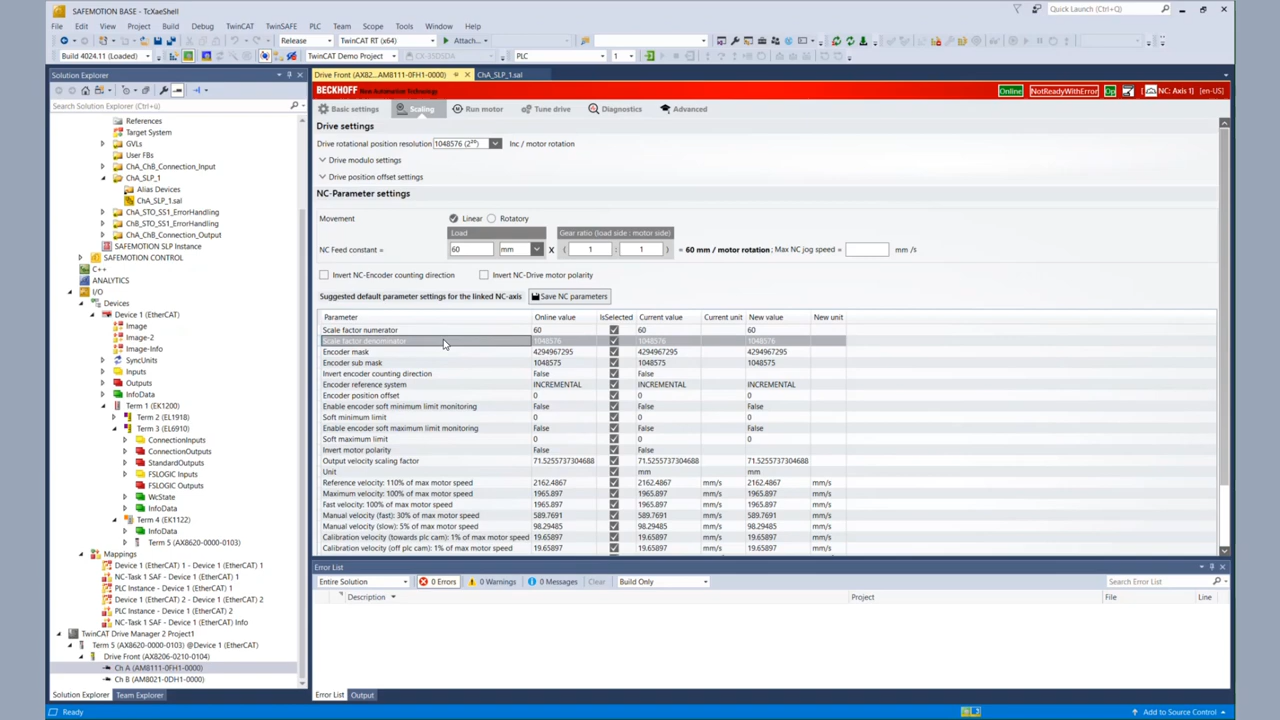 SAFEMOTION BASE - TcXaeShell
Quick Launch (Ctrl+ü)
File Edit View Project Build Debug TwinCAT TwinSAFE PLC Team Scope Tools Window Help
Release TwinCAT RT (x64) Attach...
Build 4024.11 (Loaded) TwinCAT Demo Project CX-35D5DA PLC 1
Solution Explorer
Search Solution Explorer (Ctrl+ü)
References
Target System
GVLs
User FBs
ChA_ChB_Connection_Input
ChA_SLP_1
Alias Devices
ChA_SLP_1.sal
ChA_STO_SS1_ErrorHandling
ChB_STO_SS1_ErrorHandling
ChA_ChB_Connection_Output
SAFEMOTION SLP Instance
SAFEMOTION CONTROL
C++
ANALYTICS
I/O
Devices
Device 1 (EtherCAT)
Image
Image-2
Image-Info
SyncUnits
Inputs
Outputs
InfoData
Term 1 (EK1200)
Term 2 (EL1918)
Term 3 (EL6910)
ConnectionInputs
ConnectionOutputs
StandardOutputs
FSLOGIC Inputs
FSLOGIC Outputs
WcState
InfoData
Term 4 (EK1122)
InfoData
Term 5 (AX8620-0000-0103)
Mappings
Device 1 (EtherCAT) 1 - Device 1 (EtherCAT) 1
NC-Task 1 SAF - Device 1 (EtherCAT) 1
PLC Instance - Device 1 (EtherCAT) 1
Device 1 (EtherCAT) 2 - Device 1 (EtherCAT) 2
PLC Instance - Device 1 (EtherCAT) 2
NC-Task 1 SAF - Device 1 (EtherCAT) Info
TwinCAT Drive Manager 2 Project1
Term 5 (AX8620-0000-0103) @Device 1 (EtherCAT)
Drive Front (AX8206-0210-0104)
Ch A (AM8111-0FH1-0000)
Ch B (AM8021-0DH1-0000)
Solution Explorer Team Explorer
Drive Front (AX82...AM8111-0FH1-0000) ChA_SLP_1.sal
BECKHOFF New Automation Technology Online NotReadyWithError Op NC: Axis 1 [en-US]
Basic settings Scaling Run motor Tune drive Diagnostics Advanced
Drive settings
Drive rotational position resolution 1048576 (2²⁰) Inc / motor rotation
Drive modulo settings
Drive position offset settings
NC-Parameter settings
Movement Linear Rotatory
Load Gear ratio (load side : motor side)
NC Feed constant = 60 mm X ( 1 : 1 ) = 60 mm / motor rotation; Max NC jog speed = mm /s
Invert NC-Encoder counting direction Invert NC-Drive motor polarity
Suggested default parameter settings for the linked NC-axis Save NC parameters
Parameter Online value IsSelected Current value Current unit New value New unit
Scale factor numerator 60 60 60
Scale factor denominator 1048576 1048576 1048576
Encoder mask 4294967295 4294967295 4294967295
Encoder sub mask 1048575 1048575 1048575
Invert encoder counting direction False False False
Encoder reference system INCREMENTAL INCREMENTAL INCREMENTAL
Encoder position offset 0 0 0
Enable encoder soft minimum limit monitoring False False False
Soft minimum limit 0 0 0
Enable encoder soft maximum limit monitoring False False False
Soft maximum limit 0 0 0
Invert motor polarity False False False
Output velocity scaling factor 71.5255737304688 71.5255737304688 71.5255737304688
Unit mm mm mm
Reference velocity: 110% of max motor speed 2162.4867 2162.4867 mm/s 2162.4867 mm/s
Maximum velocity: 100% of max motor speed 1965.897 1965.897 mm/s 1965.897 mm/s
Fast velocity: 100% of max motor speed 1965.897 1965.897 mm/s 1965.897 mm/s
Manual velocity (fast): 30% of max motor speed 589.7691 589.7691 mm/s 589.7691 mm/s
Manual velocity (slow): 5% of max motor speed 98.29485 98.29485 mm/s 98.29485 mm/s
Calibration velocity (towards plc cam): 1% of max motor speed 19.65897 19.65897 mm/s 19.65897 mm/s
Calibration velocity (off plc cam): 1% of max motor speed 19.65897 19.65897 mm/s 19.65897 mm/s
Error List
Entire Solution 0 Errors 0 Warnings 0 Messages Clear Build Only Search Error List
Description Project File Line
Error List Output
Ready Add to Source Control